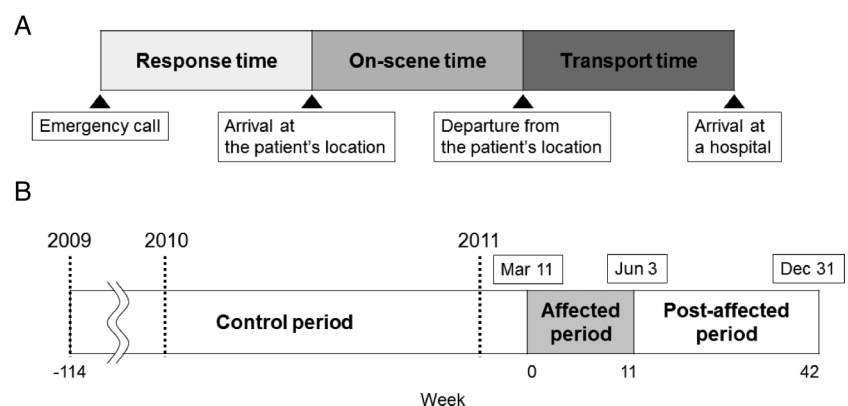 A
Response time On-scene time Transport time
Emergency call
Arrival at
the patient's location
Departure from
the patient's location
Arrival at
a hospital
B
2009 2010 2011
Mar 11 Jun 3 Dec 31
Control period
Affected
period
Post-affected
period
-114 0 11 42
Week